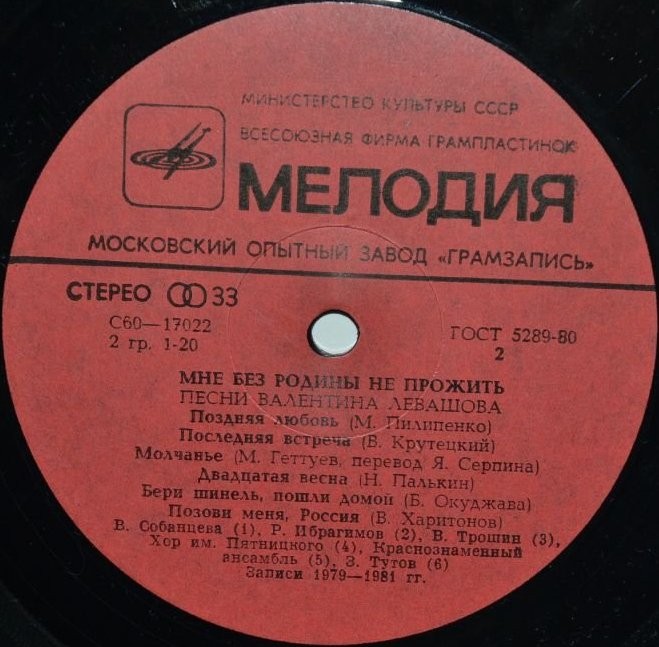 МИНИСТЕРСТВО КУЛЬТУРЫ СССР
ВСЕСОЮЗНАЯ ФИРМА ГРАМПЛАСТИНОК
МЕЛОДИЯ
МОСКОВСКИЙ ОПЫТНЫЙ ЗАВОД «ГРАМЗАПИСЬ»
СТЕРЕО 33
С60—17022
ГОСТ 5289-80
2 гр. 1-20
2
МНЕ БЕЗ РОДИНЫ НЕ ПРОЖИТЬ
ПЕСНИ ВАЛЕНТИНА ЛЕВАШОВА
Поздняя любовь (М. Пилипенко)
Последняя встреча (В. Крутецкий)
Молчанье (М. Геттуев, перевод Я. Серпина)
Двадцатая весна (Н. Палькин)
Бери шинель, пошли домой (Б. Окуджава)
Позови меня, Россия (В. Харитонов)
В. Собанцева (1), Р. Ибрагимов (2), В. Трошин (3),
Хор им. Пятницкого (4), Краснознаменный
ансамбль (5), З. Тутов (6)
Записи 1979—1981 гг.